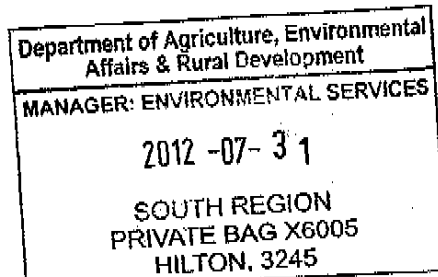 Department of Agriculture, Environmental
Affairs & Rural Development
MANAGER: ENVIRONMENTAL SERVICES
2012 -07- 31
SOUTH REGION
PRIVATE BAG X6005
HILTON, 3245